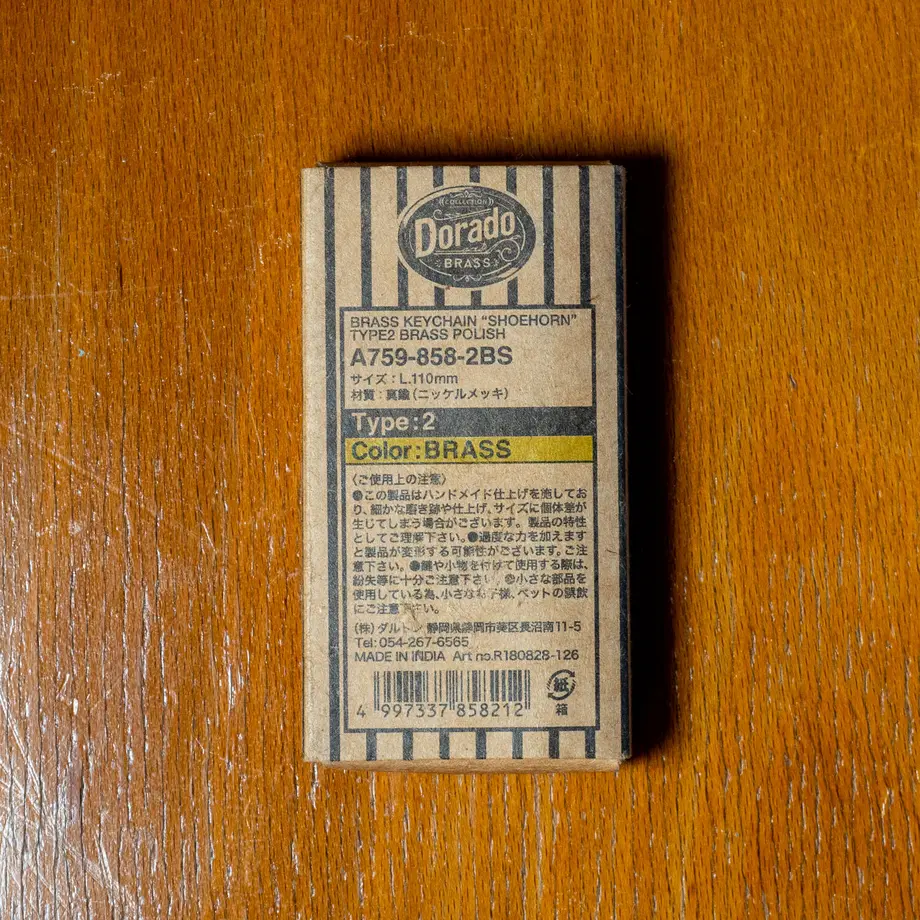 COLLECTION
Dorado
BRASS
BRASS KEYCHAIN “SHOEHORN”
TYPE2 BRASS POLISH
A759-858-2BS
サイズ：L.110mm
材質：真鍮（ニッケルメッキ）
Type:2
Color:BRASS
〈ご使用上の注意〉
●この製品はハンドメイド仕上げを施してお
り、細かな磨き跡や仕上げ、サイズに個体差が
生じてしまう場合がございます。製品の特性
としてご理解下さい。●過度な力を加えます
と製品が変形する可能性がございます。ご注
意下さい。●鍵や小物を付けて使用する際は、
紛失等に十分ご注意下さい。●小さな部品を
使用している為、小さなお子様、ペットの誤飲
にご注意下さい。
（株）ダルトン 静岡県静岡市葵区長沼南11-5
Tel: 054-267-6565
MADE IN INDIA Art no.R180828-126
4 997337 858212
紙
箱